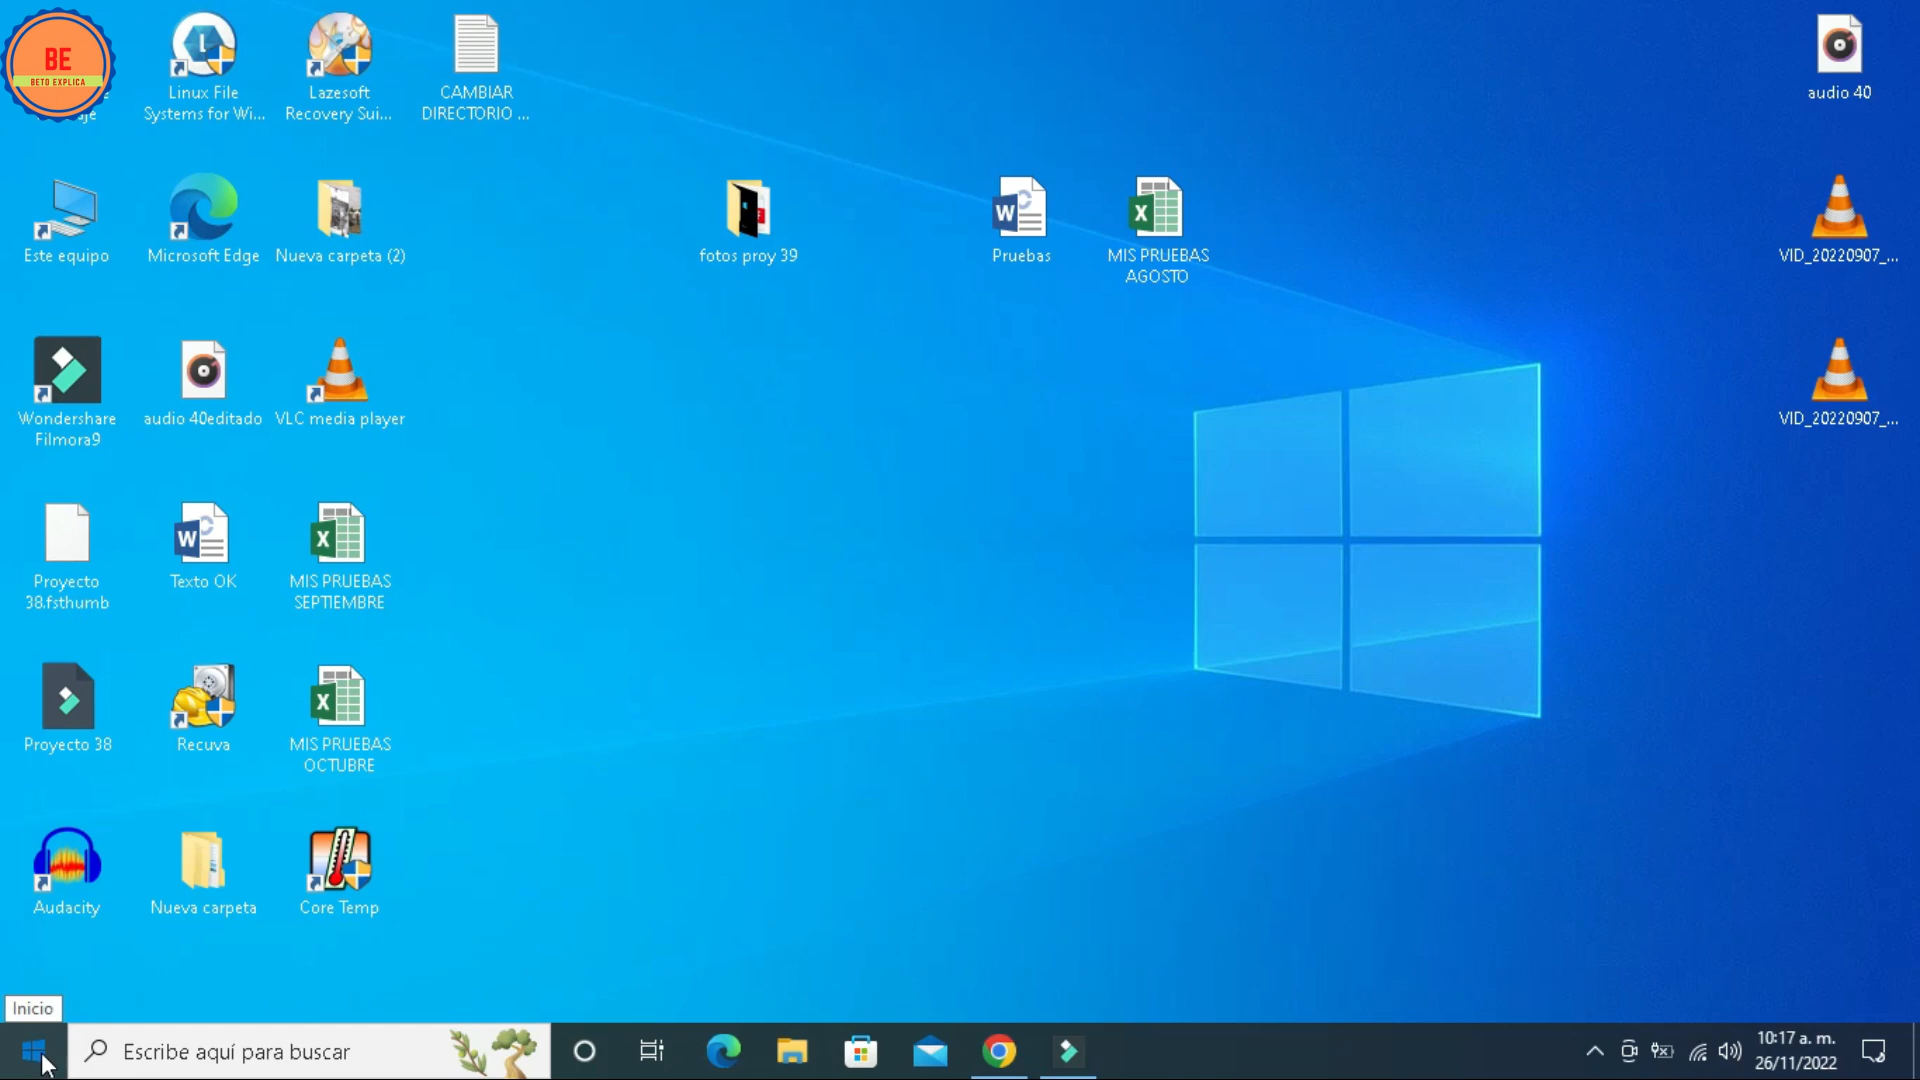 BE
BETO EXPLICA
Linux File
Systems for Wi...
Lazesoft
Recovery Sui...
CAMBIAR
DIRECTORIO ...
audio 40
Este equipo
Microsoft Edge
Nueva carpeta (2)
fotos proy 39
Pruebas
MIS PRUEBAS
AGOSTO
VID_20220907_...
Wondershare
Filmora9
audio 40editado
VLC media player
VID_20220907_...
Proyecto
38.fsthumb
Texto OK
MIS PRUEBAS
SEPTIEMBRE
Proyecto 38
Recuva
MIS PRUEBAS
OCTUBRE
Audacity
Nueva carpeta
Core Temp
Inicio
Escribe aquí para buscar
10:17 a. m.
26/11/2022